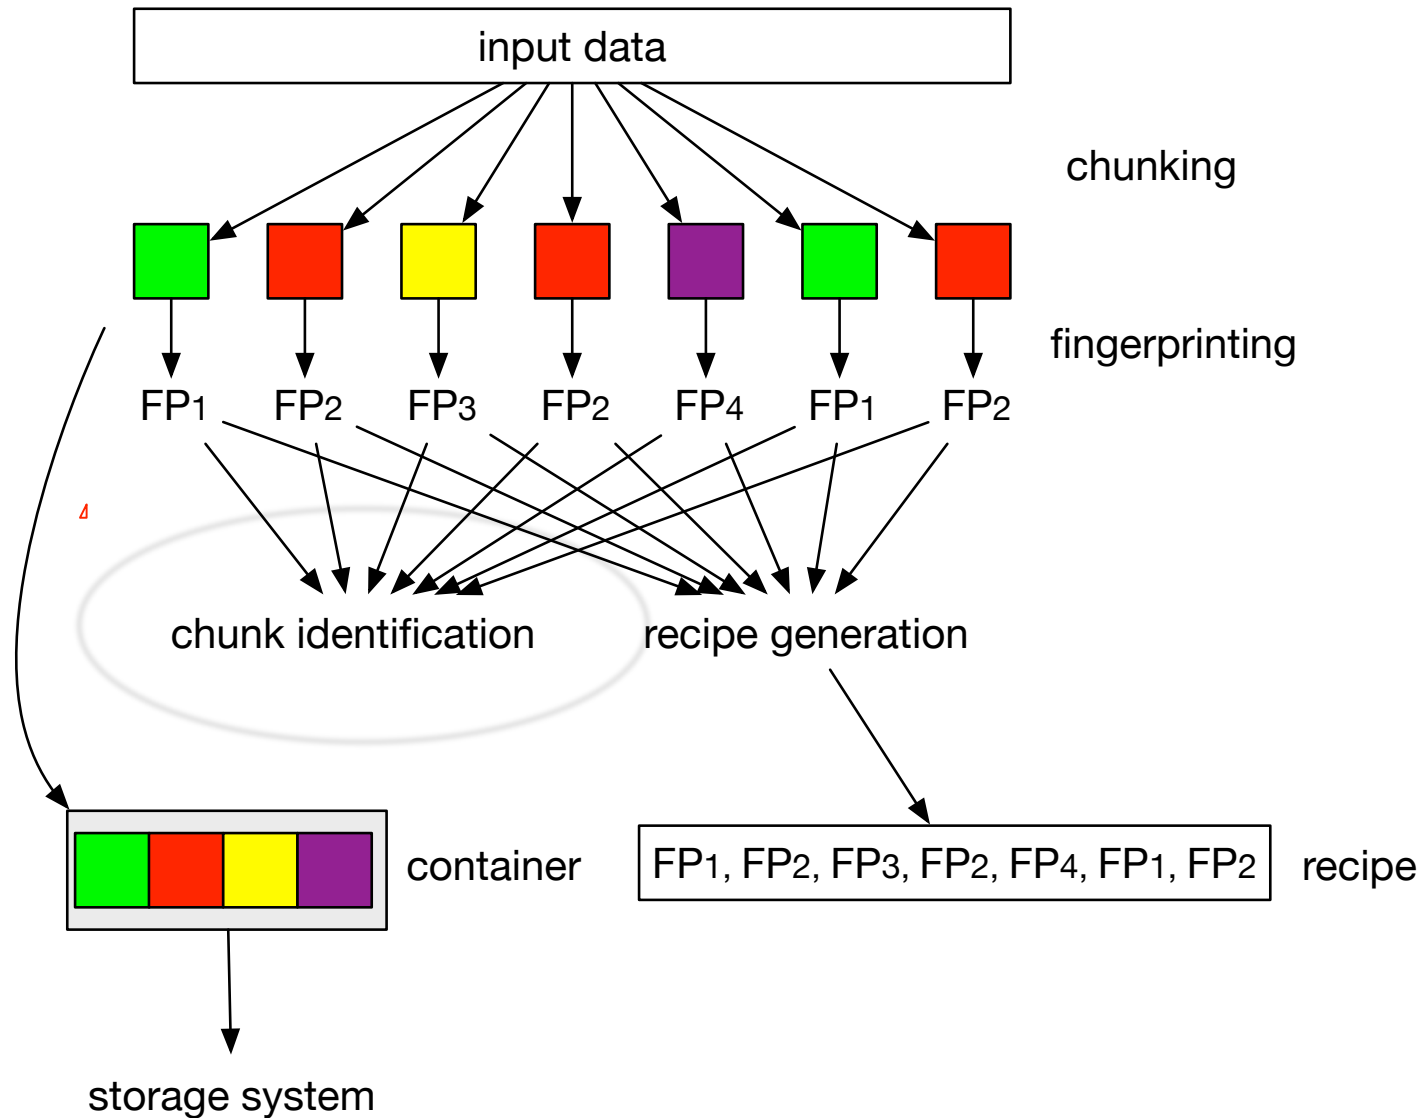 input data
chunking
fingerprinting
FP1 FP2 FP3 FP2 FP4 FP1 FP2
chunk identification
recipe generation
container
FP1, FP2, FP3, FP2, FP4, FP1, FP2
recipe
storage system